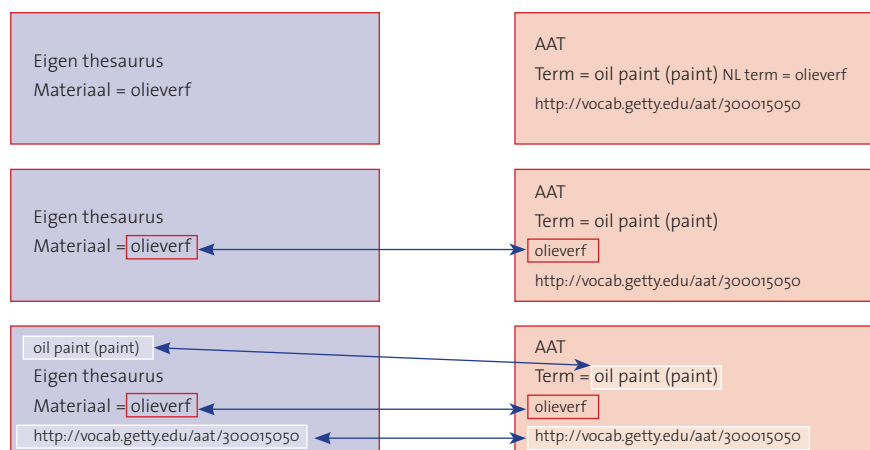 Eigen thesaurus
Materiaal = olieverf
AAT
Term = oil paint (paint) NL term = olieverf
http://vocab.getty.edu/aat/300015050
Eigen thesaurus
Materiaal = olieverf
AAT
Term = oil paint (paint)
olieverf
http://vocab.getty.edu/aat/300015050
oil paint (paint)
Eigen thesaurus
Materiaal = olieverf
http://vocab.getty.edu/aat/300015050
AAT
Term = oil paint (paint)
olieverf
http://vocab.getty.edu/aat/300015050